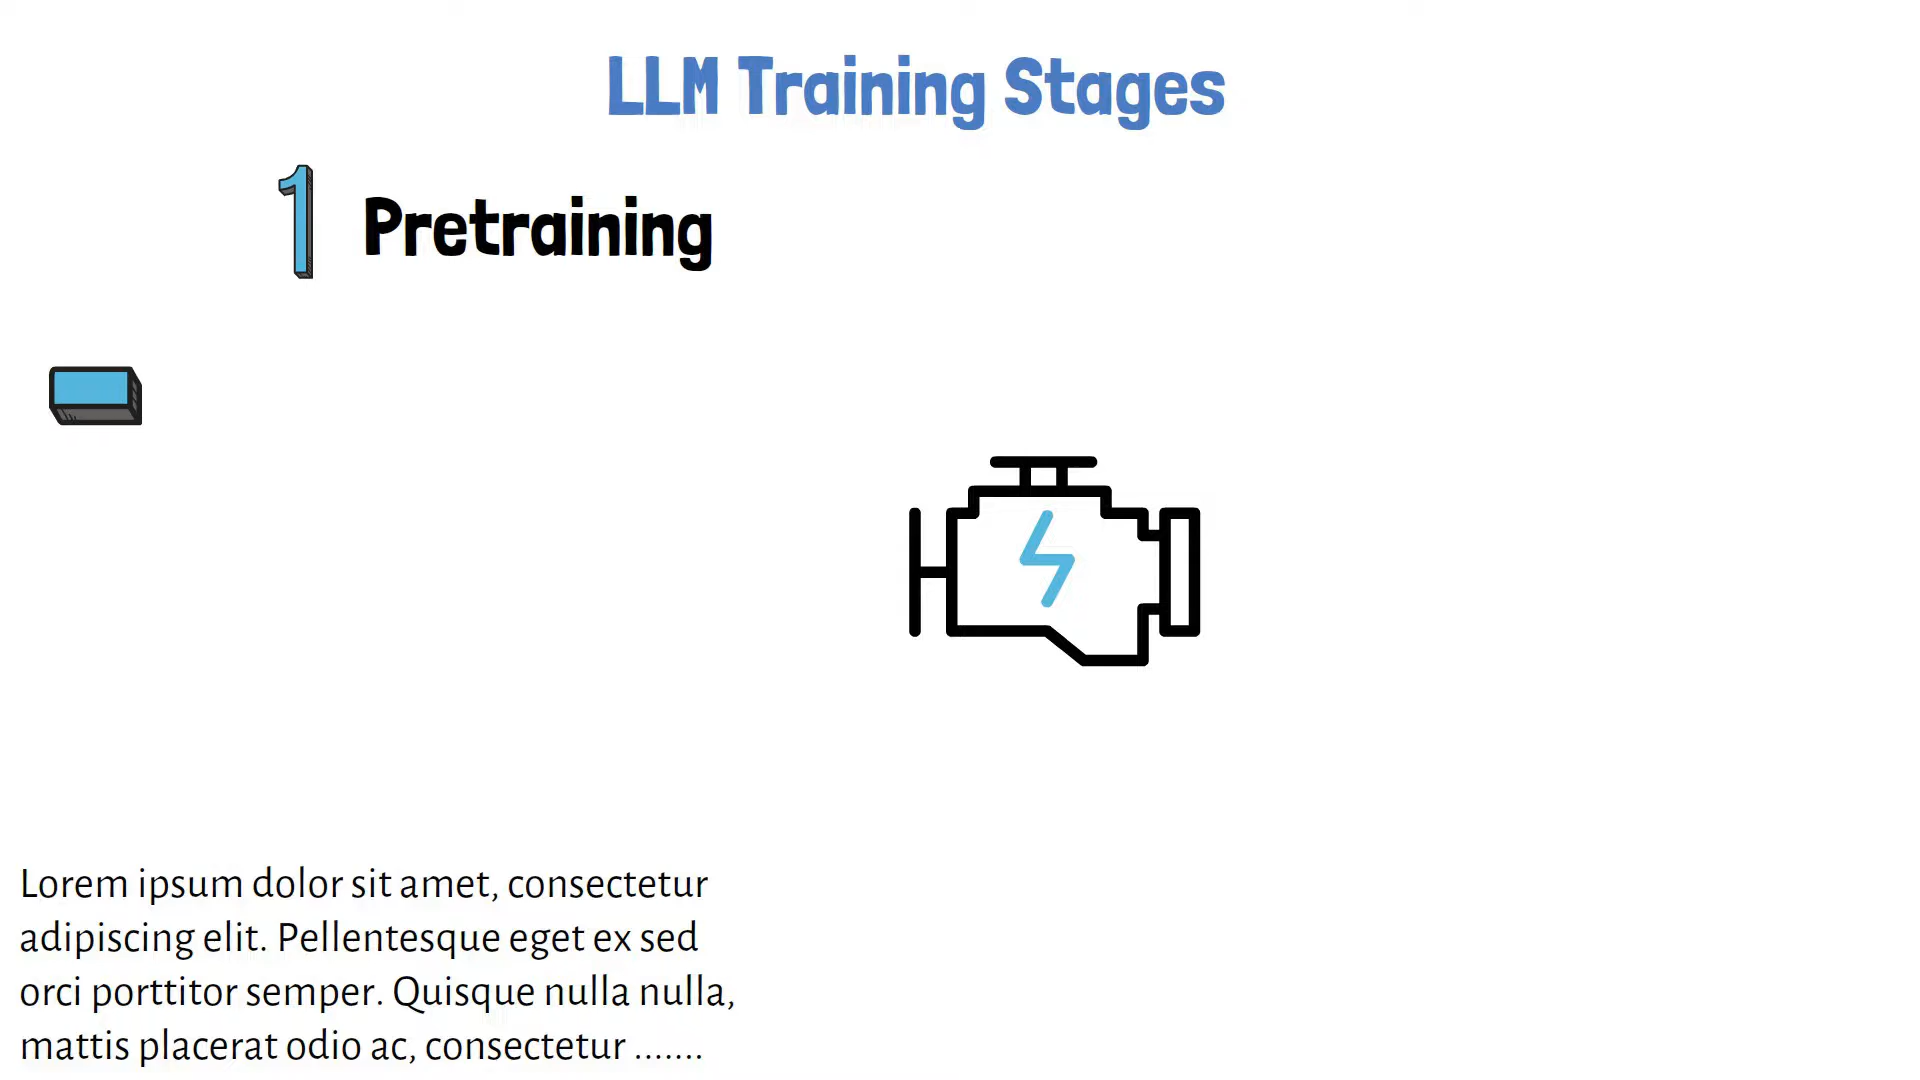 LLM Training Stages
1 Pretraining
Lorem ipsum dolor sit amet, consectetur
adipiscing elit. Pellentesque eget ex sed
orci porttitor semper. Quisque nulla nulla,
mattis placerat odio ac, consectetur .......